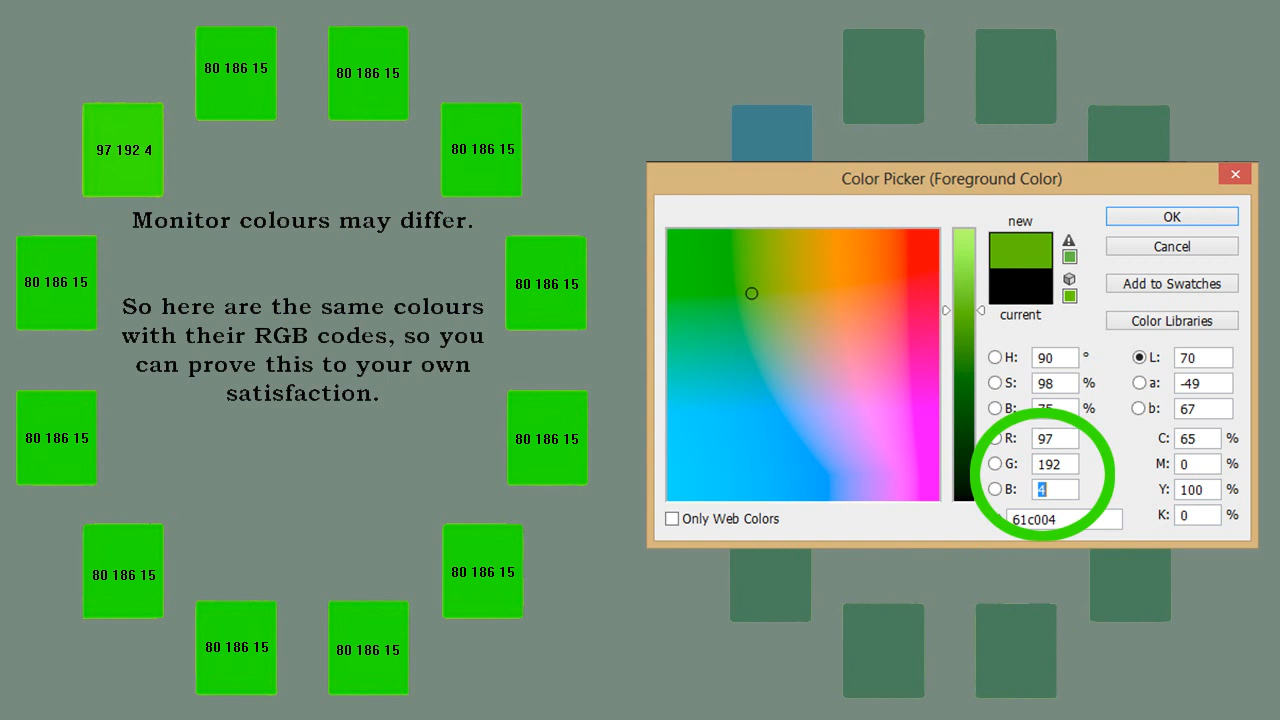 80 186 15
80 186 15
97 192 4
80 186 15
Monitor colours may differ.
80 186 15
80 186 15
So here are the same colours
with their RGB codes, so you
can prove this to your own
satisfaction.
80 186 15
80 186 15
80 186 15
80 186 15
80 186 15
80 186 15
Color Picker (Foreground Color)
new
current
OK
Cancel
Add to Swatches
Color Libraries
H: 90 °
L: 70
S: 98 %
a: -49
B: 75 %
b: 67
R: 97
C: 65 %
G: 192
M: 0 %
B: 4
Y: 100 %
61c004
K: 0 %
Only Web Colors